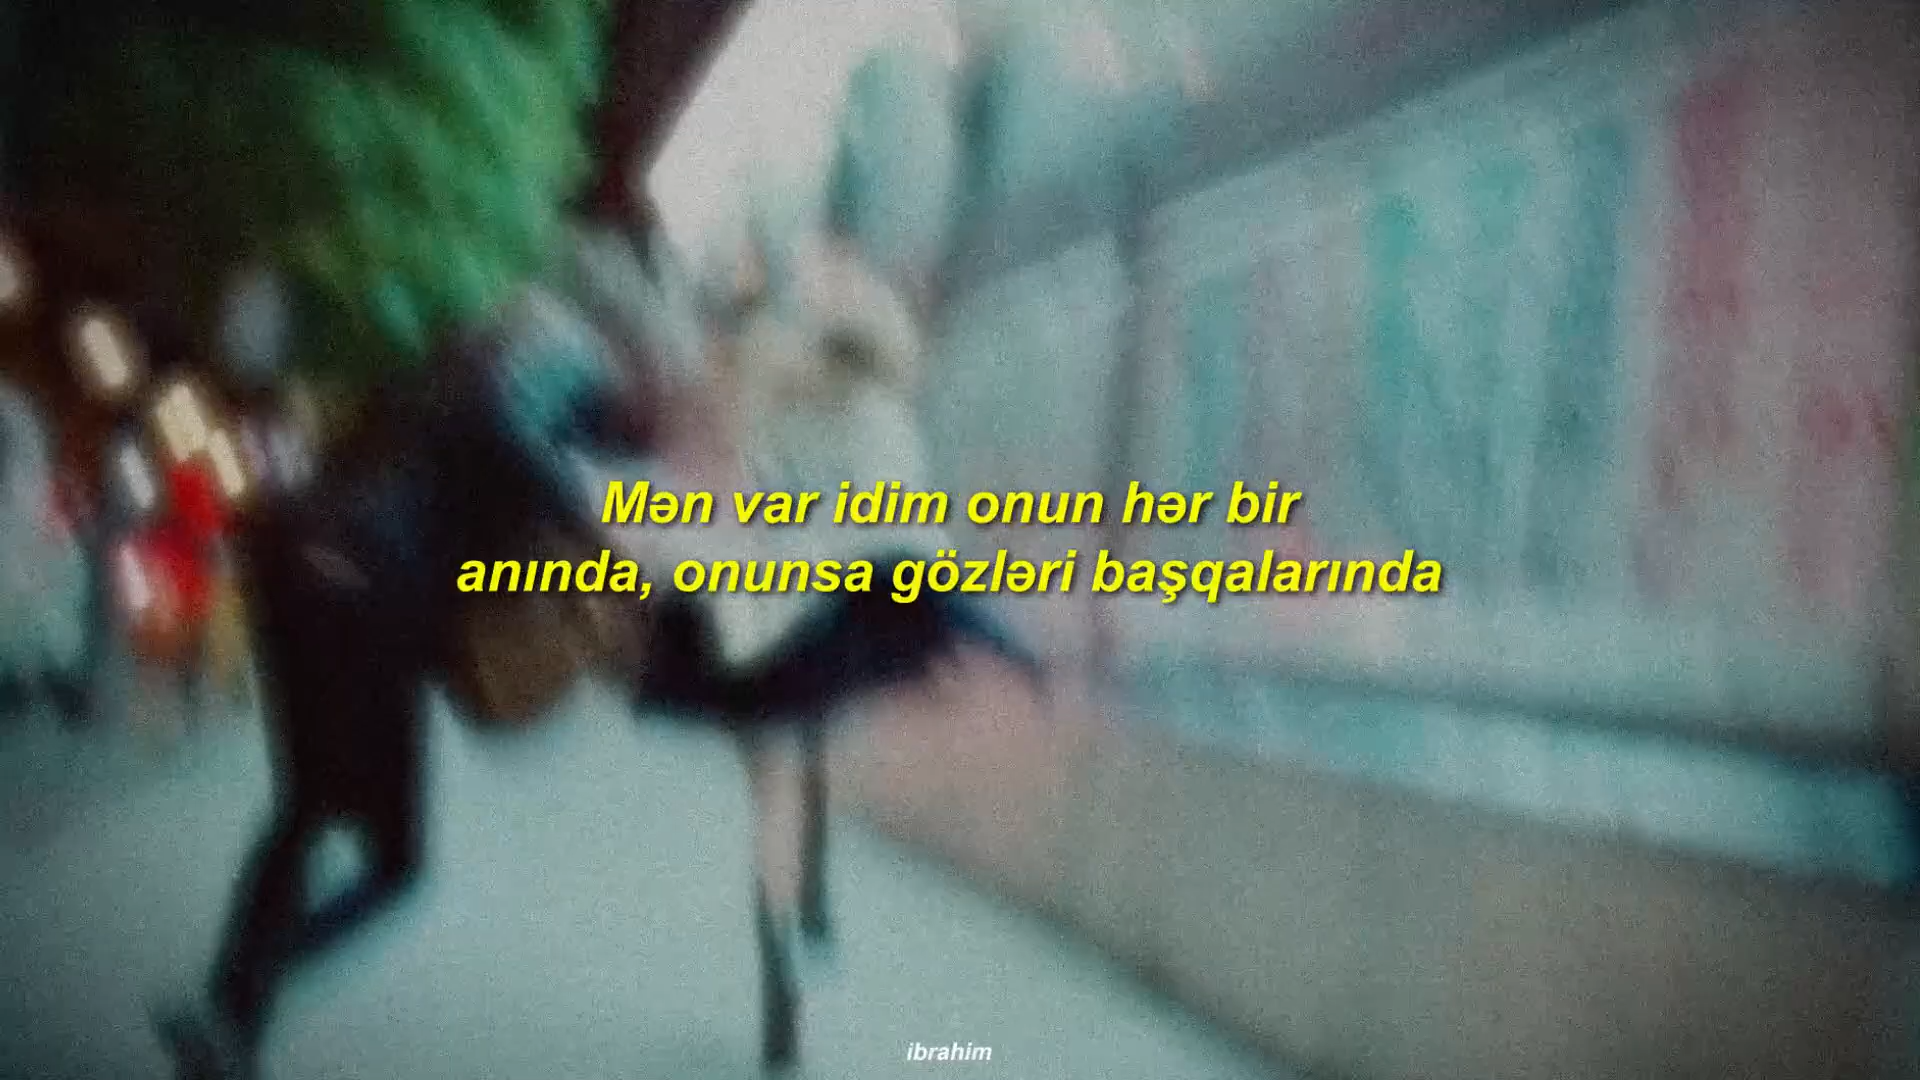 Mən var idim onun hər bir
anında, onunsa gözləri başqalarında
ibrahim